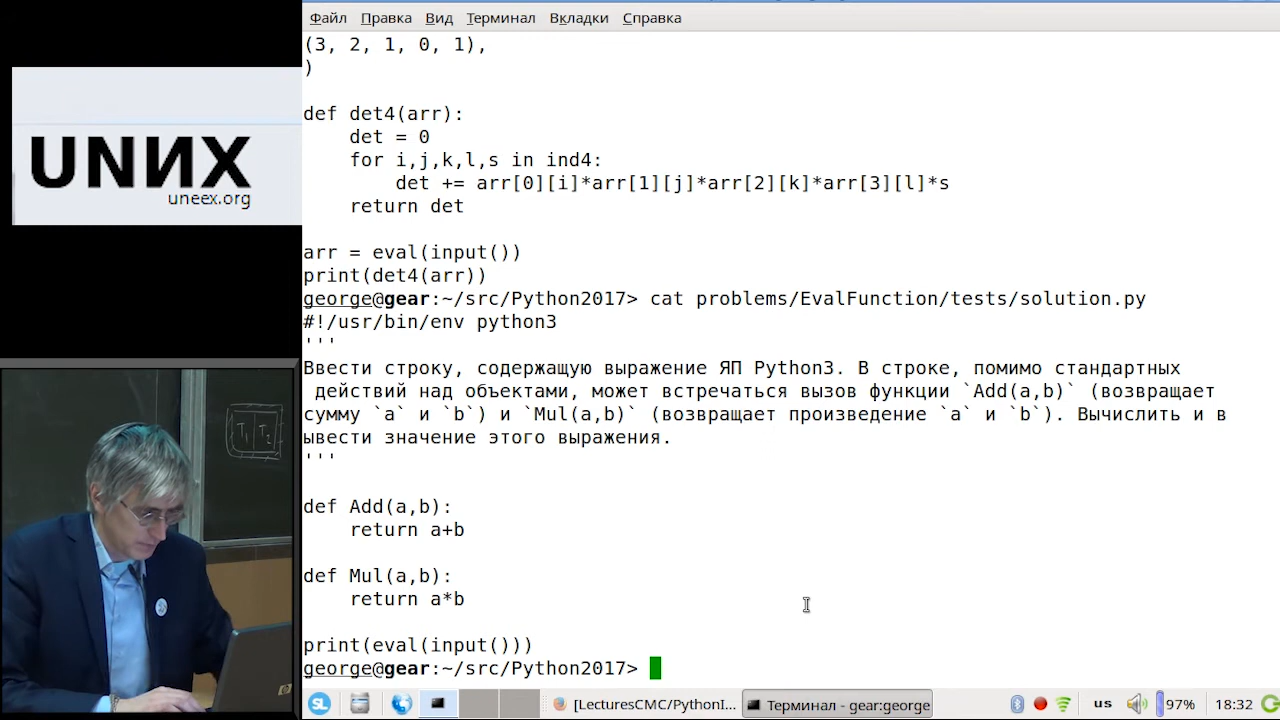 Файл Правка Вид Терминал Вкладки Справка
(3, 2, 1, 0, 1),
)
def det4(arr):
    det = 0
    for i,j,k,l,s in ind4:
        det += arr[0][i]*arr[1][j]*arr[2][k]*arr[3][l]*s
    return det
arr = eval(input())
print(det4(arr))
george@gear:~/src/Python2017> cat problems/EvalFunction/tests/solution.py
#!/usr/bin/env python3
'''
Ввести строку, содержащую выражение ЯП Python3. В строке, помимо стандартных
 действий над объектами, может встречаться вызов функции `Add(a,b)` (возвращает
сумму `a` и `b`) и `Mul(a,b)` (возвращает произведение `a` и `b`). Вычислить и в
ывести значение этого выражения.
'''
def Add(a,b):
    return a+b
def Mul(a,b):
    return a*b
print(eval(input()))
george@gear:~/src/Python2017>
[LecturesCMC/PythonI... Терминал - gear:george us 97% 18:32
UNИX
uneex.org
T1 T2
hp